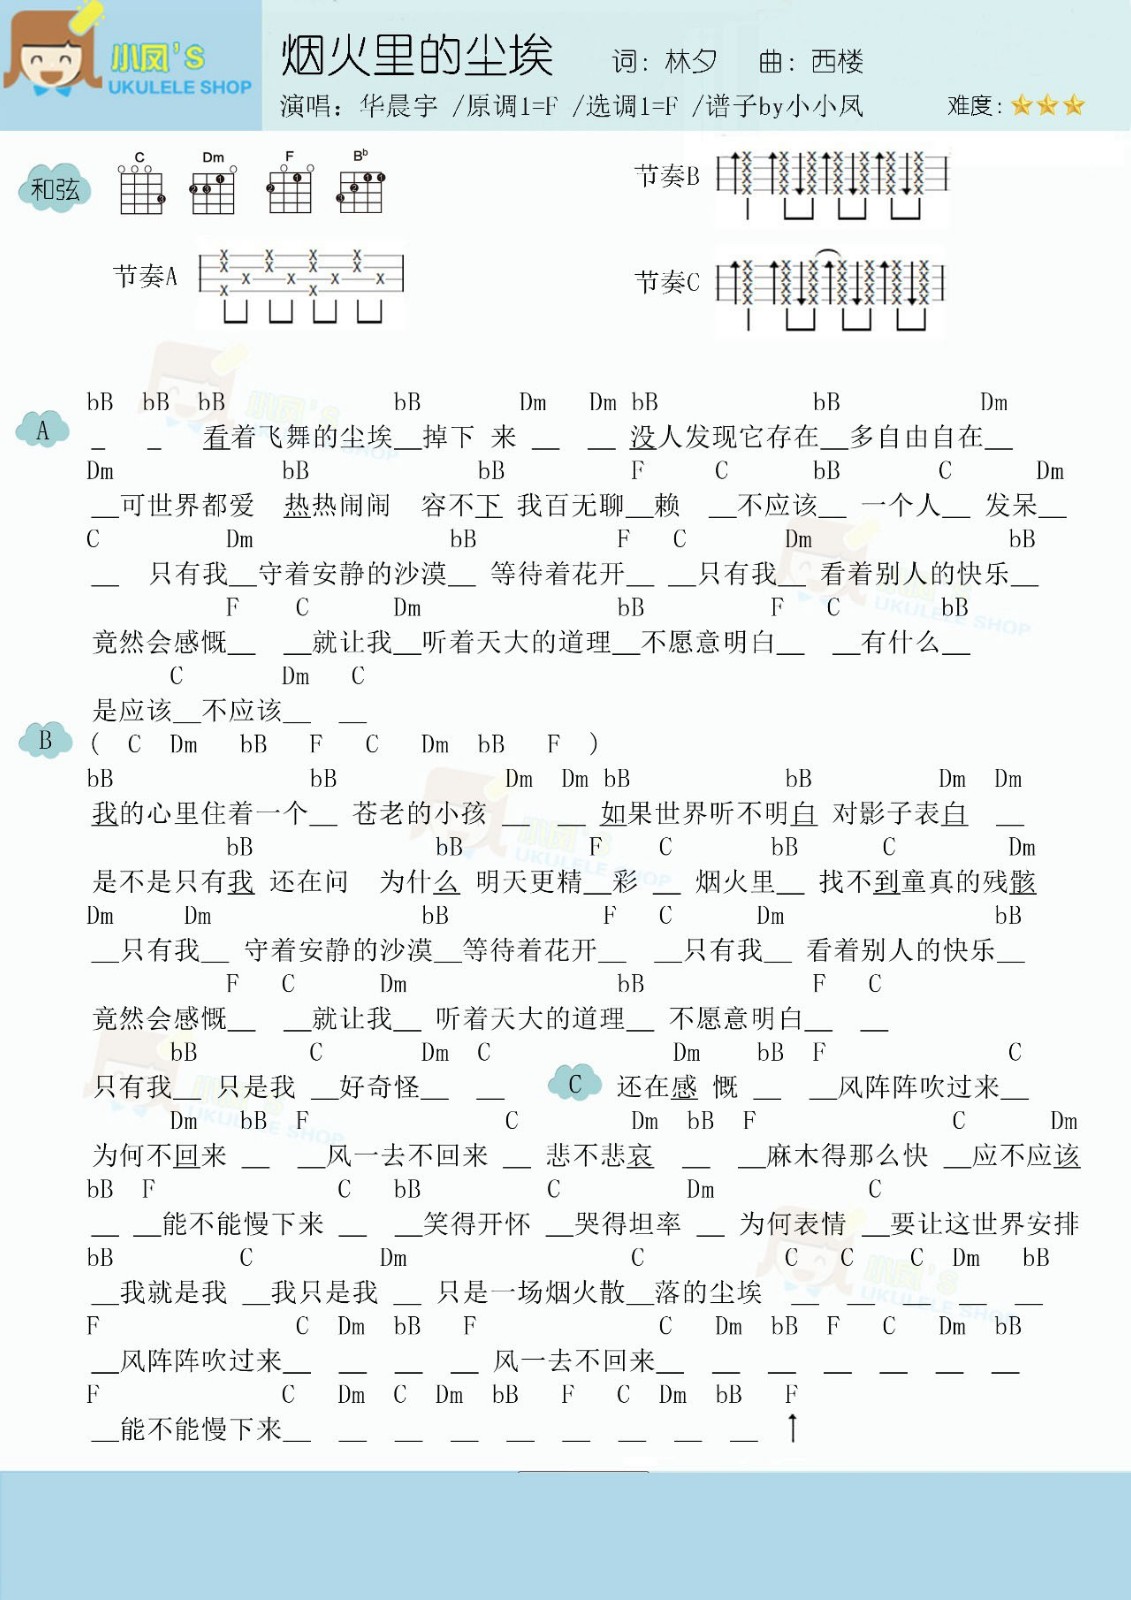 小凤's
UKULELE SHOP
烟火里的尘埃 词：林夕 曲：西楼
演唱：华晨宇 /原调1=F /选调1=F /谱子by小小凤 难度：
和弦 C Dm F Bb
节奏B
节奏A
节奏C
bB bB bB bB Dm Dm bB bB Dm
A _ _ 看着飞舞的尘埃__掉下 来 __ __ 没人发现它存在__多自由自在__
Dm bB bB F C bB C Dm
__可世界都爱 热热闹闹 容不下 我百无聊__赖 __不应该__ 一个人__ 发呆__
C Dm bB F C Dm bB
__ 只有我__守着安静的沙漠__ 等待着花开__ __只有我__ 看着别人的快乐__
F C Dm bB F C bB
竟然会感慨__ __就让我__听着天大的道理__不愿意明白__ __有什么__
C Dm C
是应该__不应该__ __
B ( C Dm bB F C Dm bB F )
bB bB Dm Dm bB bB Dm Dm
我的心里住着一个__ 苍老的小孩 __ __ 如果世界听不明白 对影子表白 __
bB bB F C bB C Dm
是不是只有我 还在问 为什么 明天更精__彩 __ 烟火里__ 找不到童真的残骸
Dm Dm bB F C Dm bB
__只有我__ 守着安静的沙漠__等待着花开__ __只有我__ 看着别人的快乐__
F C Dm bB F C
竟然会感慨__ __就让我__ 听着天大的道理__ 不愿意明白__ __
bB C Dm C Dm bB F C
只有我__ 只是我 __好奇怪__ __ C 还在感 慨 __ __风阵阵吹过来__
Dm bB F C Dm bB F C Dm
为何不回来 __ __风一去不回来 __ 悲不悲哀 __ __麻木得那么快 __应不应该
bB F C bB C Dm C
__ __能不能慢下来 __ __笑得开怀 __哭得坦率 __ 为何表情 __要让这世界安排
bB C Dm C C C C Dm bB
__我就是我 __我只是我 __ 只是一场烟火散__落的尘埃 __ __ __ __ __
F C Dm bB F C Dm bB F C Dm bB
__风阵阵吹过来__ __ __ __ 风一去不回来__ __ __ __ __ __ __
F C Dm C Dm bB F C Dm bB F
__能不能慢下来__ __ __ __ __ __ __ __ __ ↑